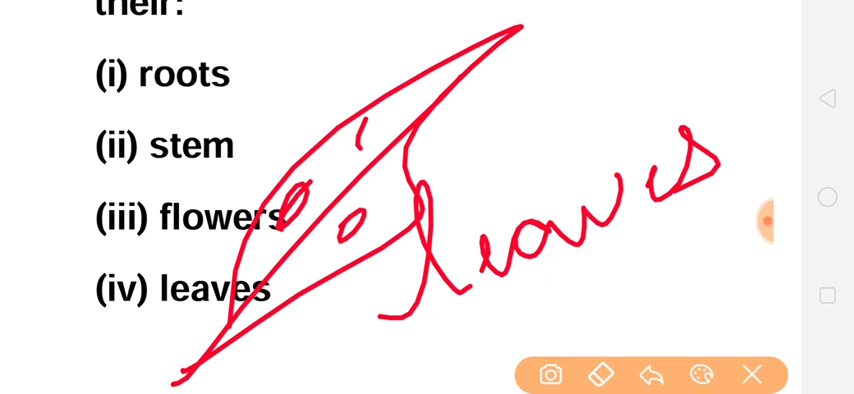 their:
(i) roots
(ii) stem
(iii) flowers
(iv) leaves
leaves